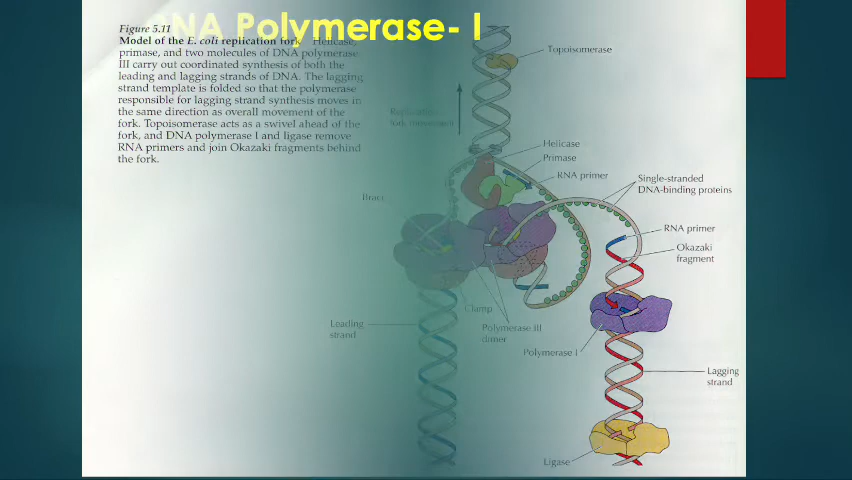 DNA Polymerase- I
Figure 5.11
Model of the E. coli replication fork Helicase,
primase, and two molecules of DNA polymerase
III carry out coordinated synthesis of both the
leading and lagging strands of DNA. The lagging
strand template is folded so that the polymerase
responsible for lagging strand synthesis moves in
the same direction as overall movement of the
fork. Topoisomerase acts as a swivel ahead of the
fork, and DNA polymerase I and ligase remove
RNA primers and join Okazaki fragments behind
the fork.
Topoisomerase
Replication
fork movement
Helicase
Primase
RNA primer
Single-stranded
DNA-binding proteins
RNA primer
Okazaki
fragment
Clamp
Leading
strand
Polymerase III
dimer
Polymerase I
Lagging
strand
Ligase